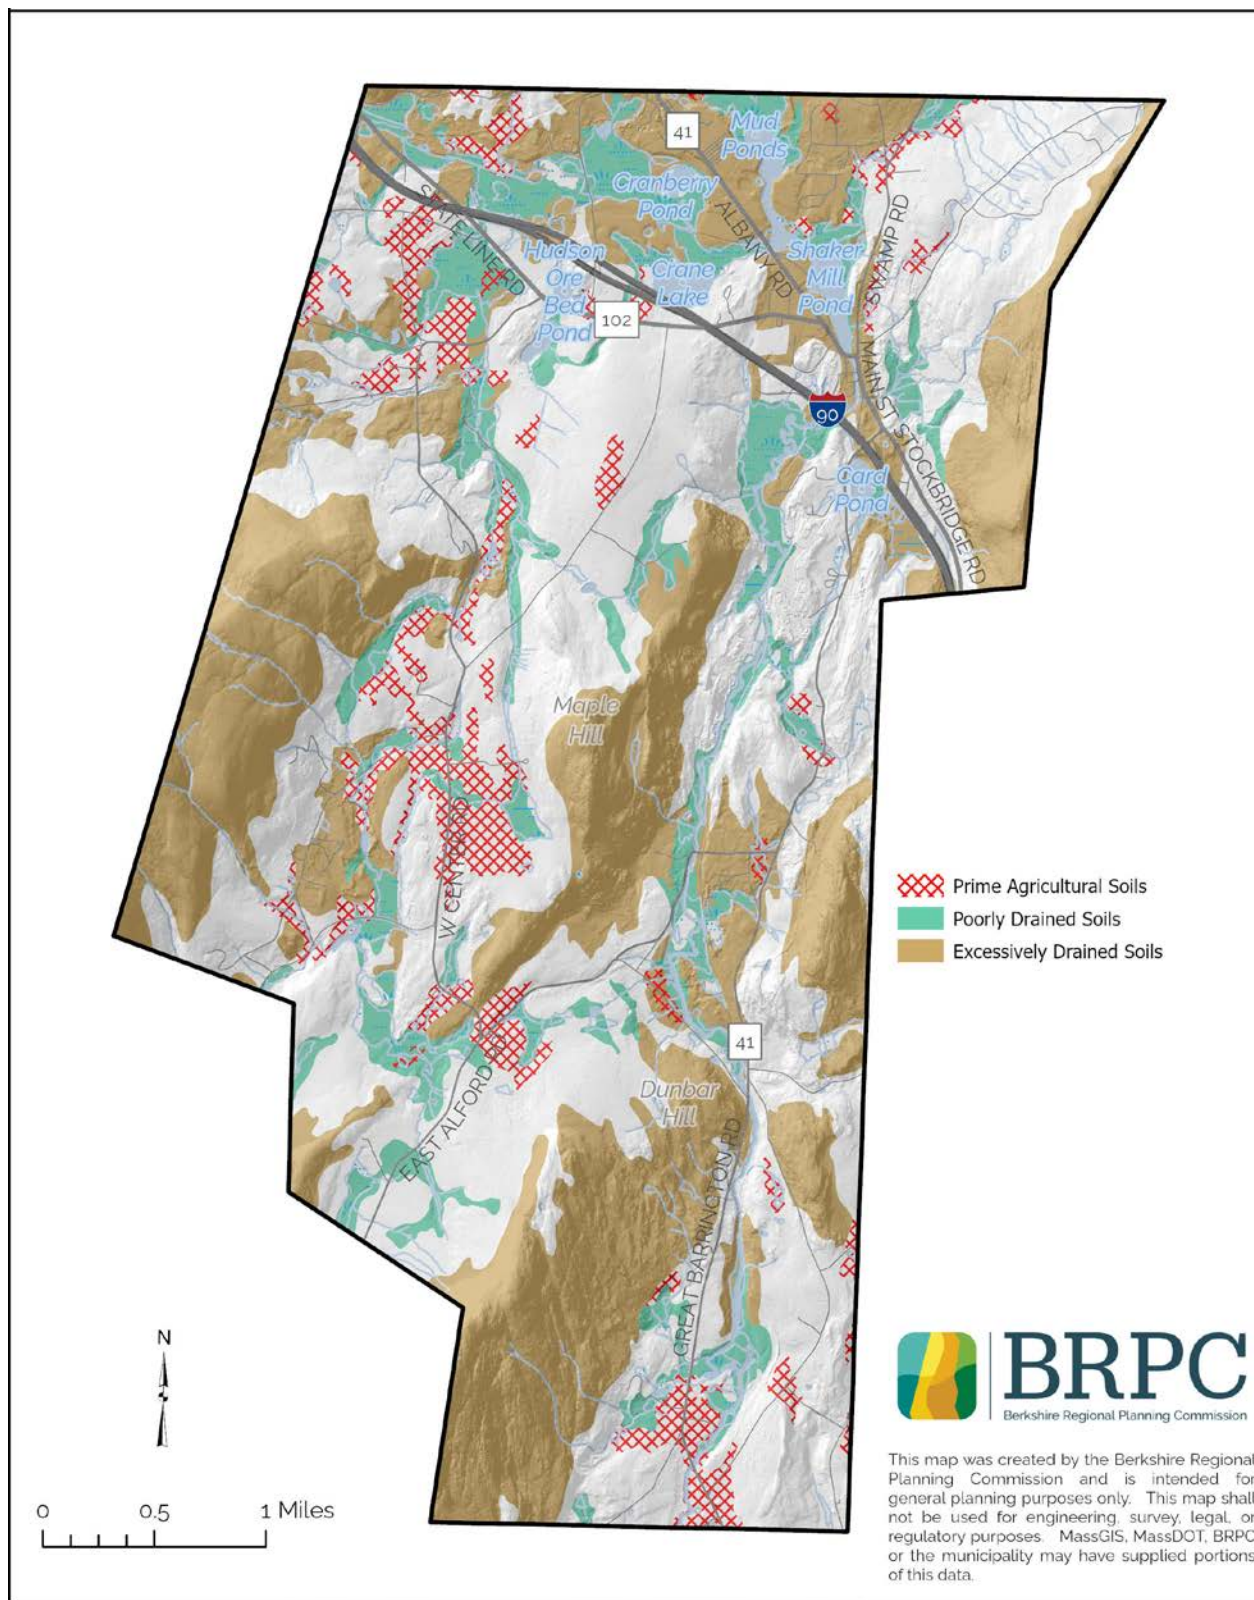 41
Mud
Ponds
Cranberry
Pond
STATE LINE RD
ALBANY RD
SWAMP RD
Hudson
Ore
Bed
Pond
Crane
Lake
Shaker
Mill
Pond
102
MAIN ST
STOCKBRIDGE RD
90
Card
Pond
Maple
Hill
W CENTER RD
Prime Agricultural Soils
Poorly Drained Soils
Excessively Drained Soils
41
EAST ALFORD RD
Dunbar
Hill
GREAT BARRINGTON RD
N
0 0.5 1 Miles
BRPC
Berkshire Regional Planning Commission
This map was created by the Berkshire Regional
Planning Commission and is intended for
general planning purposes only. This map shall
not be used for engineering, survey, legal, or
regulatory purposes. MassGIS, MassDOT, BRPC
or the municipality may have supplied portions
of this data.